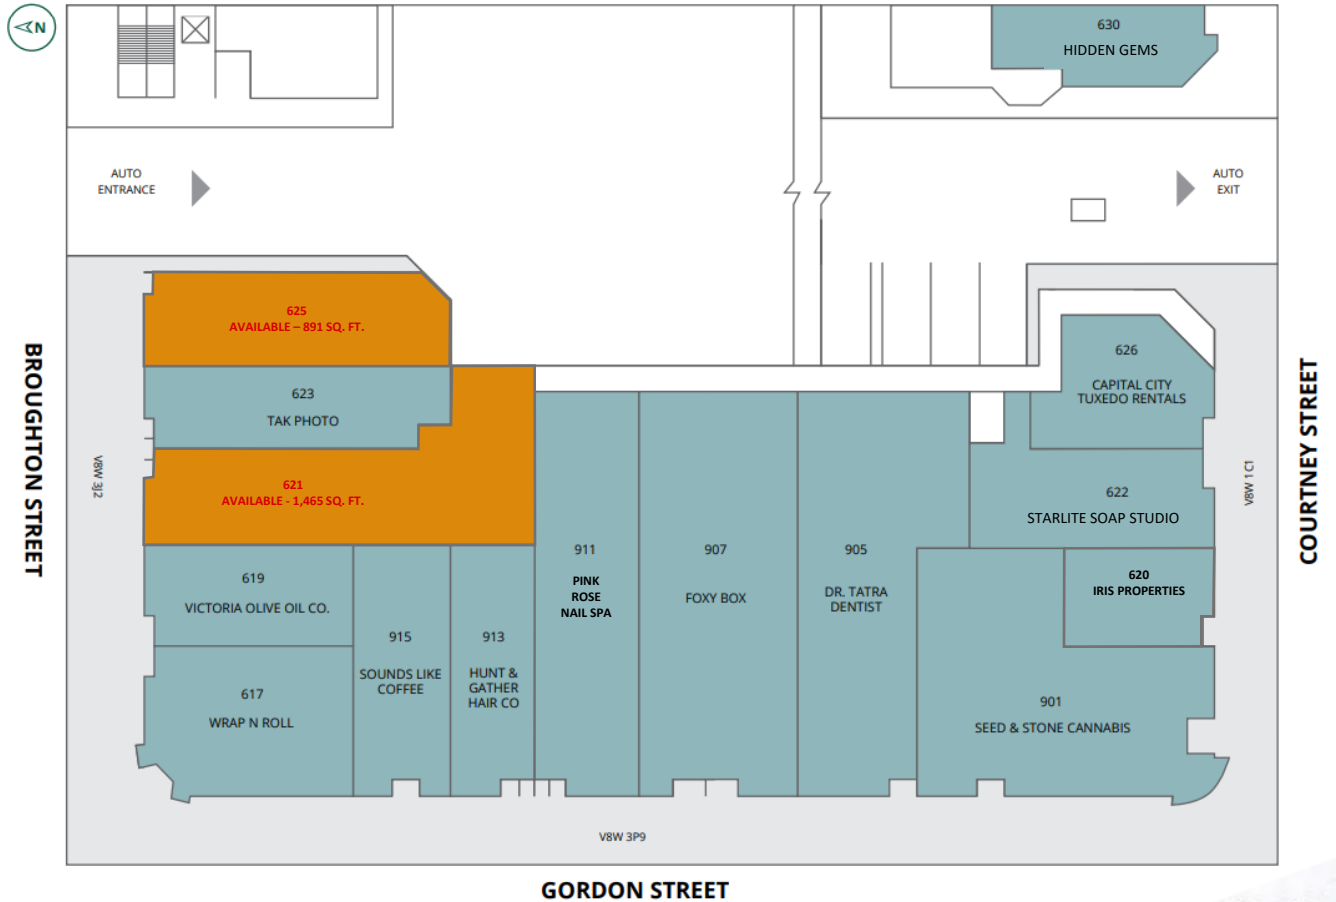 N
630
HIDDEN GEMS
AUTO
ENTRANCE
AUTO
EXIT
625
AVAILABLE – 891 SQ. FT.
623
TAK PHOTO
621
AVAILABLE - 1,465 SQ. FT.
626
CAPITAL CITY
TUXEDO RENTALS
622
STARLITE SOAP STUDIO
BROUGHTON STREET
V8W 3J2
V8W 1C1
COURTNEY STREET
619
VICTORIA OLIVE OIL CO.
617
WRAP N ROLL
915
SOUNDS LIKE
COFFEE
913
HUNT &
GATHER
HAIR CO
911
PINK
ROSE
NAIL SPA
907
FOXY BOX
905
DR. TATRA
DENTIST
620
IRIS PROPERTIES
901
SEED & STONE CANNABIS
V8W 3P9
GORDON STREET